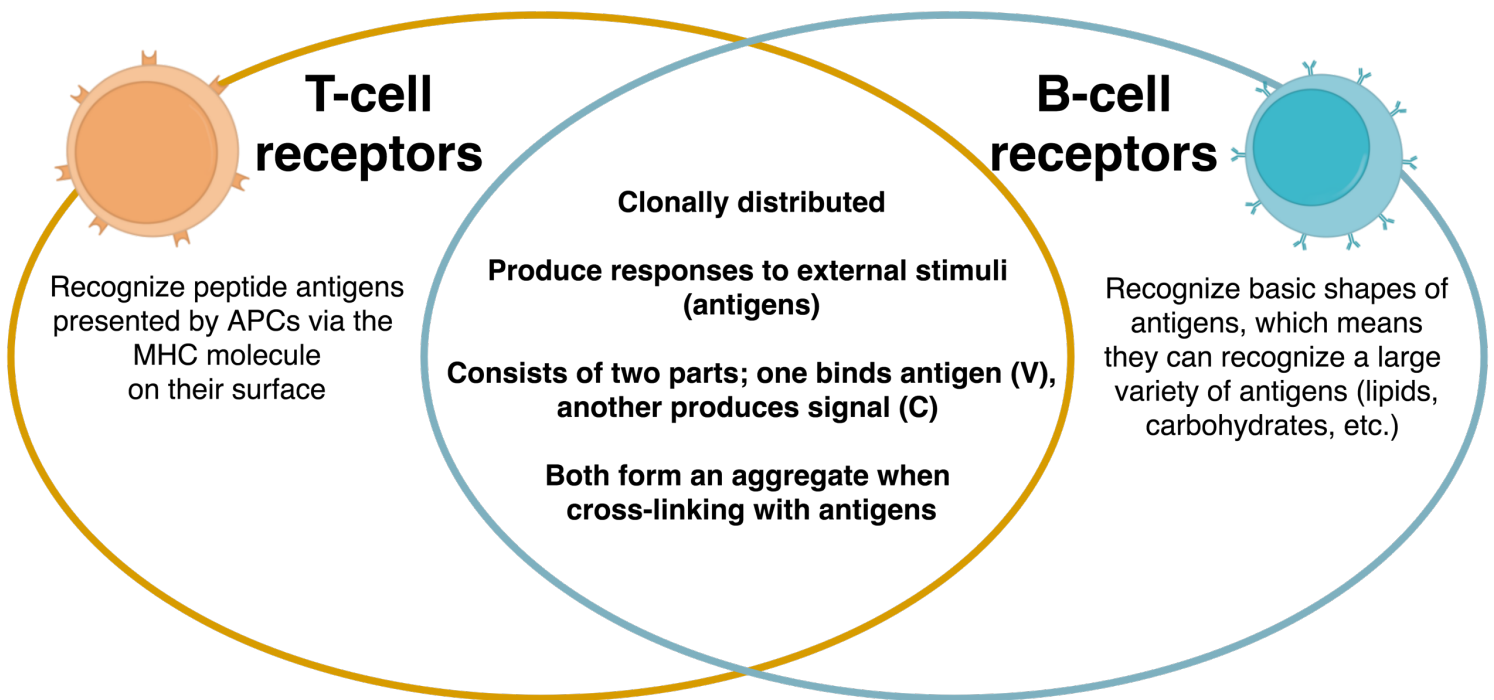 T-cell
receptors
Recognize peptide antigens
presented by APCs via the
MHC molecule
on their surface
Clonally distributed
Produce responses to external stimuli
(antigens)
Consists of two parts; one binds antigen (V),
another produces signal (C)
Both form an aggregate when
cross-linking with antigens
B-cell
receptors
Recognize basic shapes of
antigens, which means
they can recognize a large
variety of antigens (lipids,
carbohydrates, etc.)